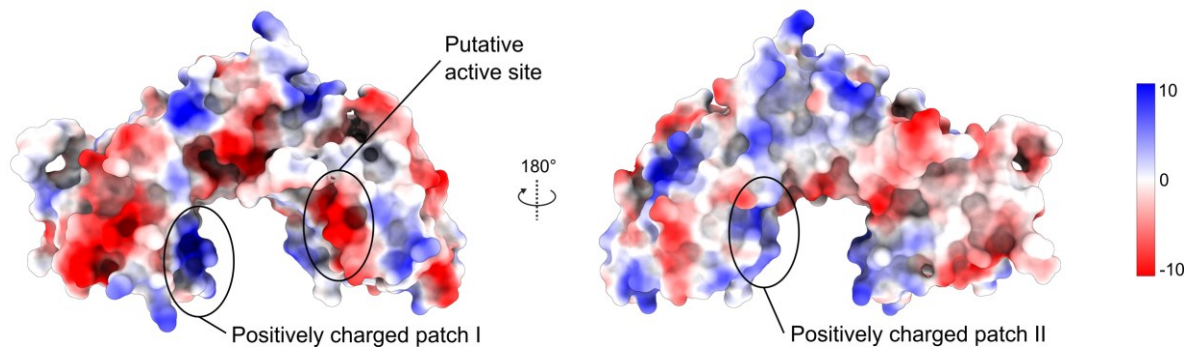 Putative
active site
180°
10
0
-10
Positively charged patch I
Positively charged patch II